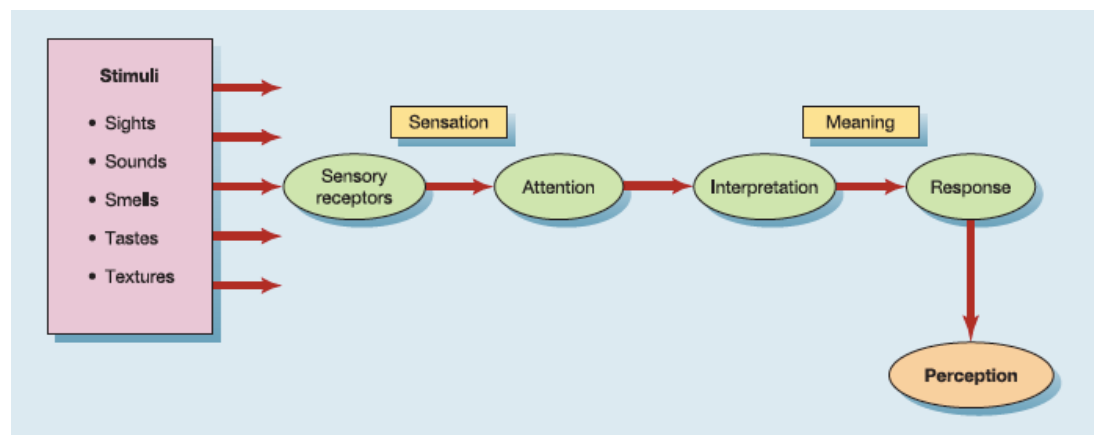 Stimuli
• Sights
• Sounds
• Smells
• Tastes
• Textures
Sensory
receptors
Sensation
Attention
Interpretation
Meaning
Response
Perception